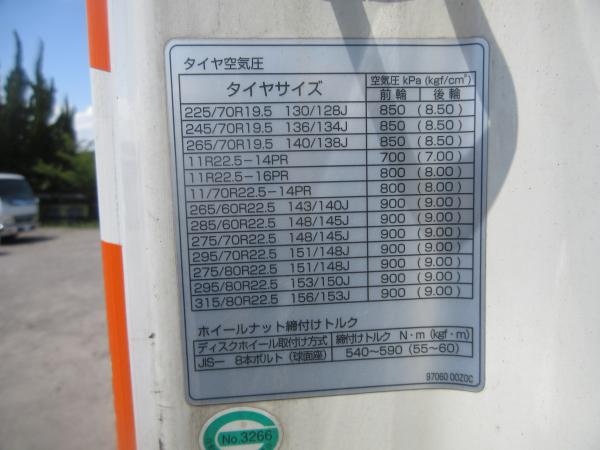 タイヤ空気圧
タイヤサイズ 空気圧 kPa (kgf/cm²)
前輪 後輪
225/70R19.5 130/128J 850 (8.50)
245/70R19.5 136/134J 850 (8.50)
265/70R19.5 140/138J 850 (8.50)
11R22.5-14PR 700 (7.00)
11R22.5-16PR 800 (8.00)
11/70R22.5-14PR 800 (8.00)
265/60R22.5 143/140J 900 (9.00)
285/60R22.5 148/145J 900 (9.00)
275/70R22.5 148/145J 900 (9.00)
295/70R22.5 151/148J 900 (9.00)
275/80R22.5 151/148J 900 (9.00)
295/80R22.5 153/150J 900 (9.00)
315/80R22.5 156/153J 900 (9.00)
ホイールナット締付けトルク
ディスクホイール取付け方式 締付けトルク N・m (kgf・m)
JIS- 8本ボルト (球面座) 540~590 (55~60)
97060 00Z0C
No.3266